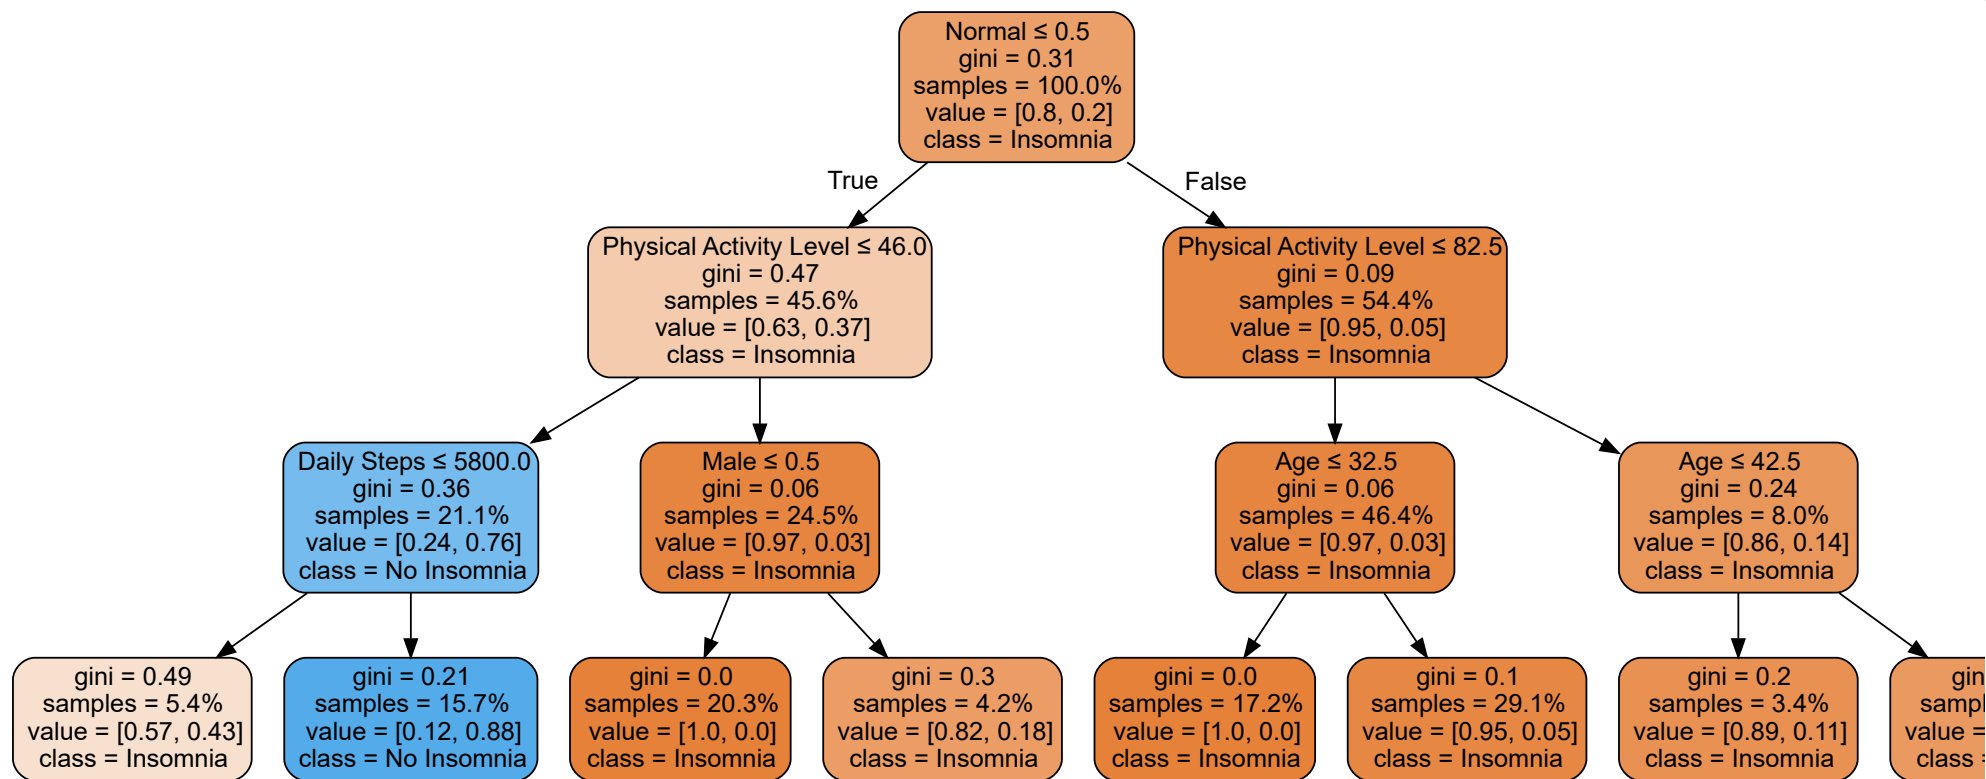 Normal ≤ 0.5
gini = 0.31
samples = 100.0%
value = [0.8, 0.2]
class = Insomnia
True
False
Physical Activity Level ≤ 46.0
gini = 0.47
samples = 45.6%
value = [0.63, 0.37]
class = Insomnia
Physical Activity Level ≤ 82.5
gini = 0.09
samples = 54.4%
value = [0.95, 0.05]
class = Insomnia
Daily Steps ≤ 5800.0
gini = 0.36
samples = 21.1%
value = [0.24, 0.76]
class = No Insomnia
Male ≤ 0.5
gini = 0.06
samples = 24.5%
value = [0.97, 0.03]
class = Insomnia
Age ≤ 32.5
gini = 0.06
samples = 46.4%
value = [0.97, 0.03]
class = Insomnia
Age ≤ 42.5
gini = 0.24
samples = 8.0%
value = [0.86, 0.14]
class = Insomnia
gini = 0.49
samples = 5.4%
value = [0.57, 0.43]
class = Insomnia
gini = 0.21
samples = 15.7%
value = [0.12, 0.88]
class = No Insomnia
gini = 0.0
samples = 20.3%
value = [1.0, 0.0]
class = Insomnia
gini = 0.3
samples = 4.2%
value = [0.82, 0.18]
class = Insomnia
gini = 0.0
samples = 17.2%
value = [1.0, 0.0]
class = Insomnia
gini = 0.1
samples = 29.1%
value = [0.95, 0.05]
class = Insomnia
gini = 0.2
samples = 3.4%
value = [0.89, 0.11]
class = Insomnia
value =
class